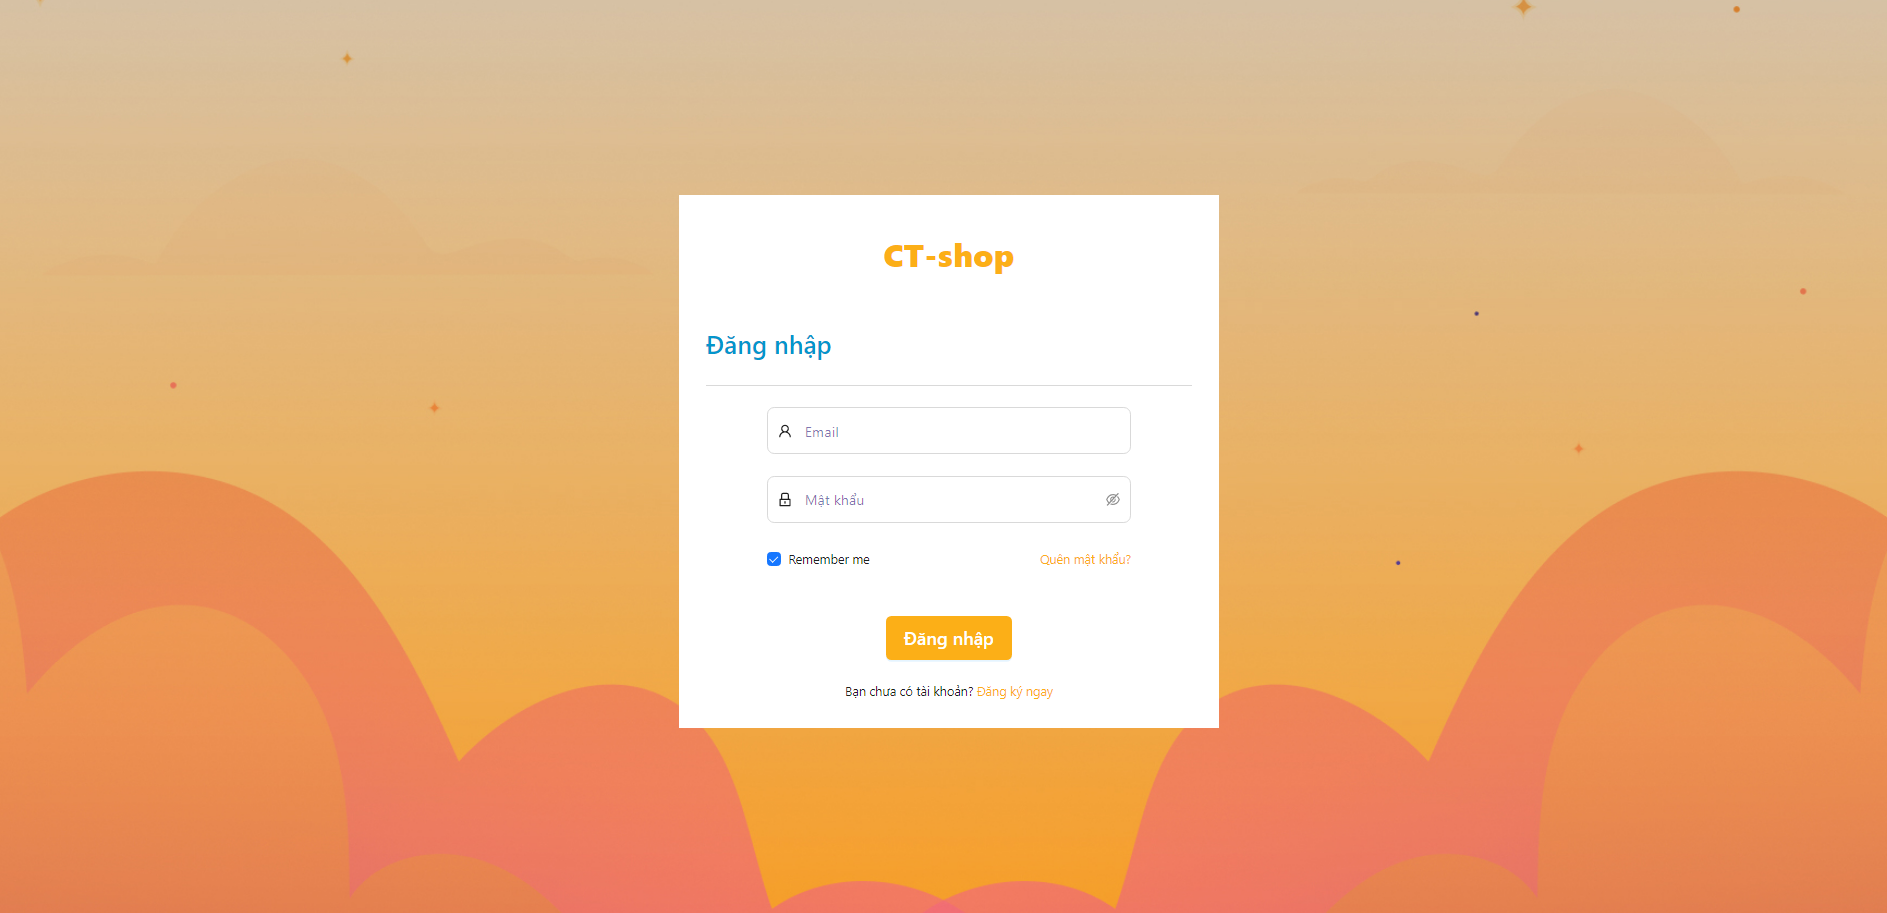 CT-shop
Đăng nhập
Email
Mật khẩu
Remember me Quên mật khẩu?
Đăng nhập
Bạn chưa có tài khoản? Đăng ký ngay